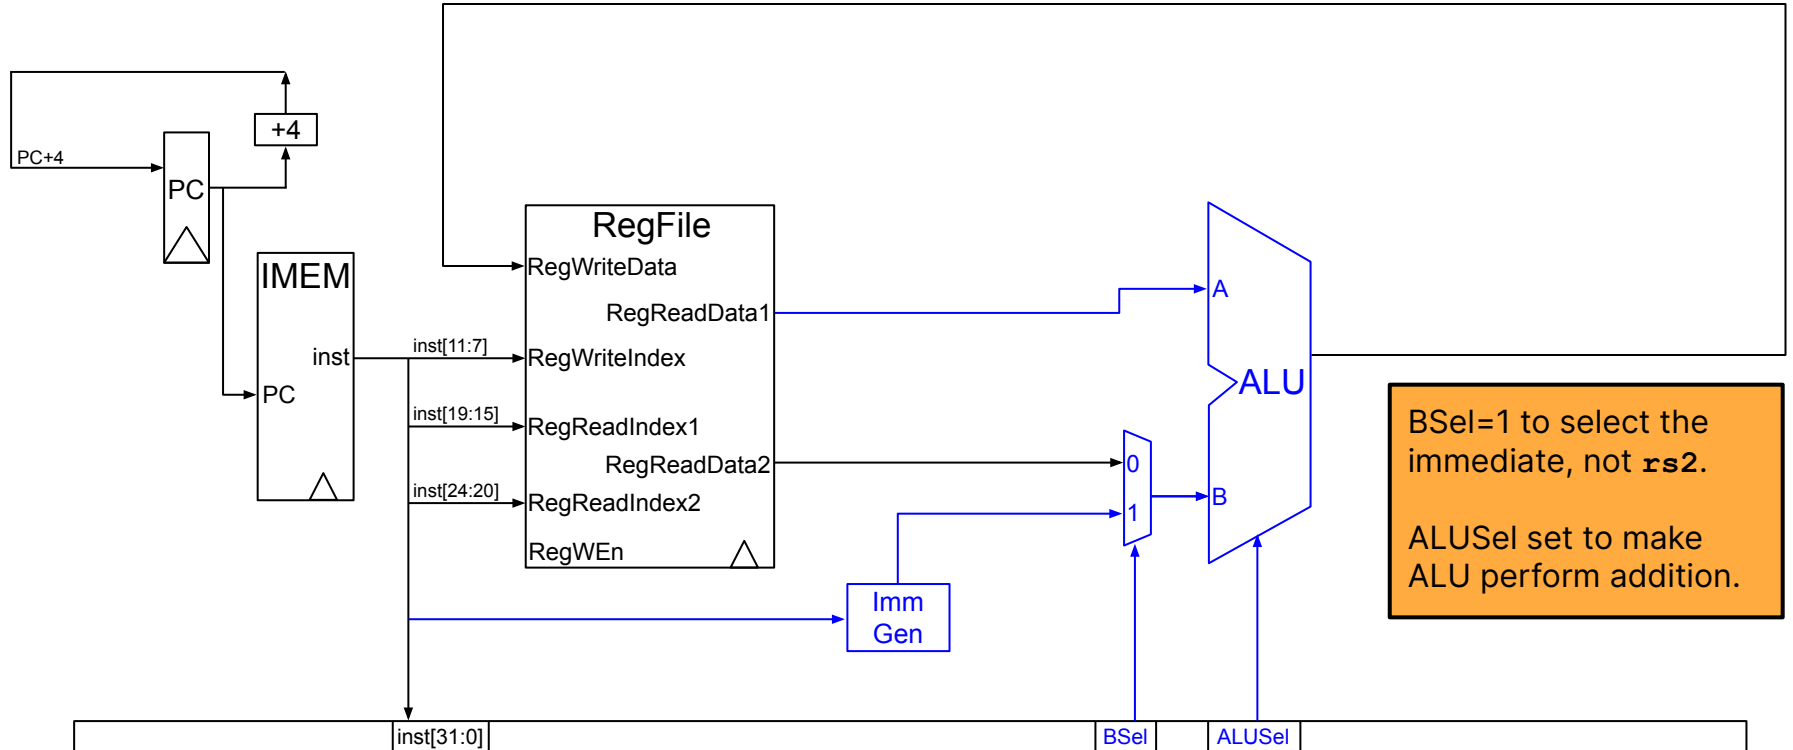 +4
PC+4
PC
RegFile
IMEM
RegWriteData
A
RegReadData1
inst
inst[11:7]
RegWriteIndex
PC
ALU
inst[19:15]
RegReadIndex1
RegReadData2
0
inst[24:20]
RegReadIndex2
1
B
RegWEn
Imm
Gen
BSel=1 to select the
immediate, not rs2.
ALUSel set to make
ALU perform addition.
inst[31:0]
BSel
ALUSel